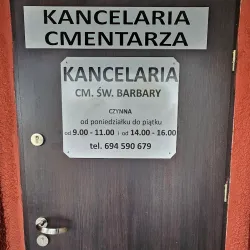 KANCELARIA
CMENTARZA
KANCELARIA
CM. ŚW. BARBARY
CZYNNA
od poniedziałku do piątku
od 9.00 - 11.00 i od 14.00 - 16.00
tel. 694 590 679